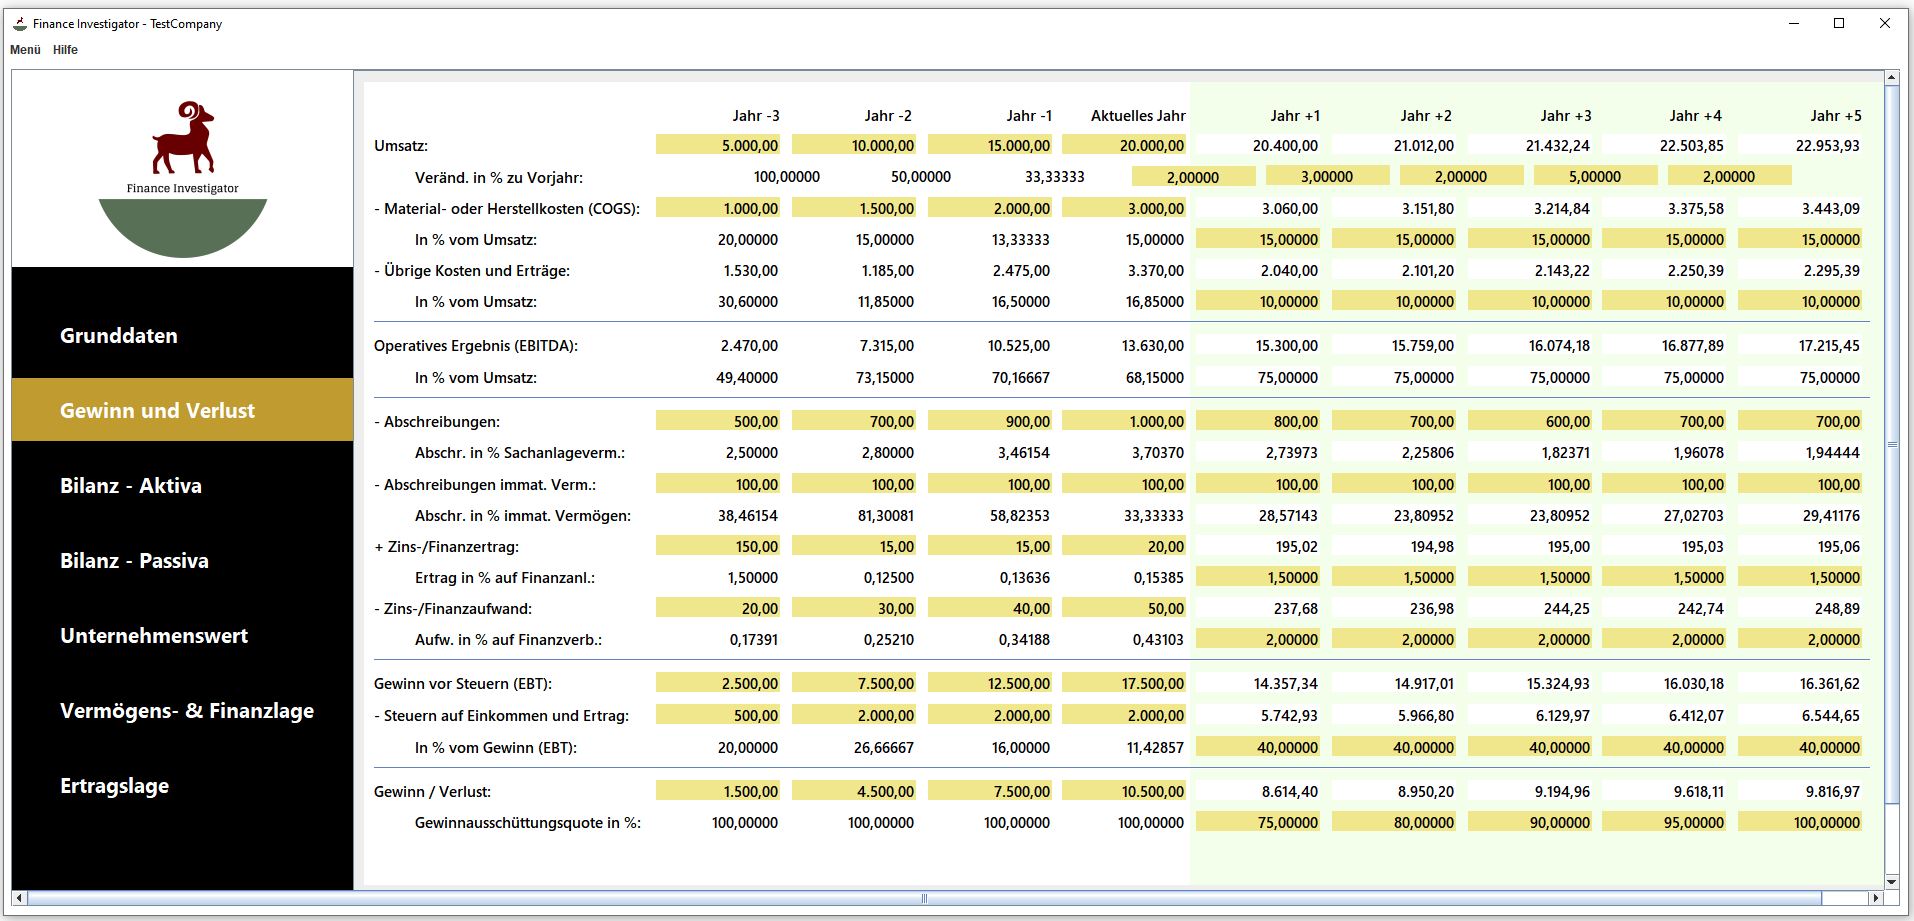 Finance Investigator - TestCompany
Menü Hilfe
Finance Investigator
Grunddaten
Gewinn und Verlust
Bilanz - Aktiva
Bilanz - Passiva
Unternehmenswert
Vermögens- & Finanzlage
Ertragslage
Jahr -3 Jahr -2 Jahr -1 Aktuelles Jahr Jahr +1 Jahr +2 Jahr +3 Jahr +4 Jahr +5
Umsatz: 5.000,00 10.000,00 15.000,00 20.000,00 20.400,00 21.012,00 21.432,24 22.503,85 22.953,93
Veränd. in % zu Vorjahr: 100,00000 50,00000 33,33333 2,00000 3,00000 2,00000 5,00000 2,00000
- Material- oder Herstellkosten (COGS): 1.000,00 1.500,00 2.000,00 3.000,00 3.060,00 3.151,80 3.214,84 3.375,58 3.443,09
In % vom Umsatz: 20,00000 15,00000 13,33333 15,00000 15,00000 15,00000 15,00000 15,00000 15,00000
- Übrige Kosten und Erträge: 1.530,00 1.185,00 2.475,00 3.370,00 2.040,00 2.101,20 2.143,22 2.250,39 2.295,39
In % vom Umsatz: 30,60000 11,85000 16,50000 16,85000 10,00000 10,00000 10,00000 10,00000 10,00000
Operatives Ergebnis (EBITDA): 2.470,00 7.315,00 10.525,00 13.630,00 15.300,00 15.759,00 16.074,18 16.877,89 17.215,45
In % vom Umsatz: 49,40000 73,15000 70,16667 68,15000 75,00000 75,00000 75,00000 75,00000 75,00000
- Abschreibungen: 500,00 700,00 900,00 1.000,00 800,00 700,00 600,00 700,00 700,00
Abschr. in % Sachanlageverm.: 2,50000 2,80000 3,46154 3,70370 2,73973 2,25806 1,82371 1,96078 1,94444
- Abschreibungen immat. Verm.: 100,00 100,00 100,00 100,00 100,00 100,00 100,00 100,00 100,00
Abschr. in % immat. Vermögen: 38,46154 81,30081 58,82353 33,33333 28,57143 23,80952 23,80952 27,02703 29,41176
+ Zins-/Finanzertrag: 150,00 15,00 15,00 20,00 195,02 194,98 195,00 195,03 195,06
Ertrag in % auf Finanzanl.: 1,50000 0,12500 0,13636 0,15385 1,50000 1,50000 1,50000 1,50000 1,50000
- Zins-/Finanzaufwand: 20,00 30,00 40,00 50,00 237,68 236,98 244,25 242,74 248,89
Aufw. in % auf Finanzverb.: 0,17391 0,25210 0,34188 0,43103 2,00000 2,00000 2,00000 2,00000 2,00000
Gewinn vor Steuern (EBT): 2.500,00 7.500,00 12.500,00 17.500,00 14.357,34 14.917,01 15.324,93 16.030,18 16.361,62
- Steuern auf Einkommen und Ertrag: 500,00 2.000,00 2.000,00 2.000,00 5.742,93 5.966,80 6.129,97 6.412,07 6.544,65
In % vom Gewinn (EBT): 20,00000 26,66667 16,00000 11,42857 40,00000 40,00000 40,00000 40,00000 40,00000
Gewinn / Verlust: 1.500,00 4.500,00 7.500,00 10.500,00 8.614,40 8.950,20 9.194,96 9.618,11 9.816,97
Gewinnausschüttungsquote in %: 100,00000 100,00000 100,00000 100,00000 75,00000 80,00000 90,00000 95,00000 100,00000